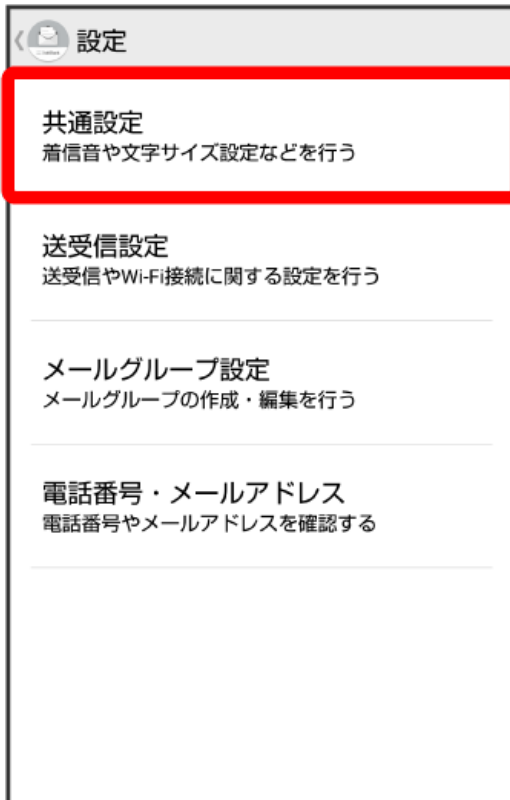 設定
共通設定
着信音や文字サイズ設定などを行う
送受信設定
送受信やWi-Fi接続に関する設定を行う
メールグループ設定
メールグループの作成・編集を行う
電話番号・メールアドレス
電話番号やメールアドレスを確認する